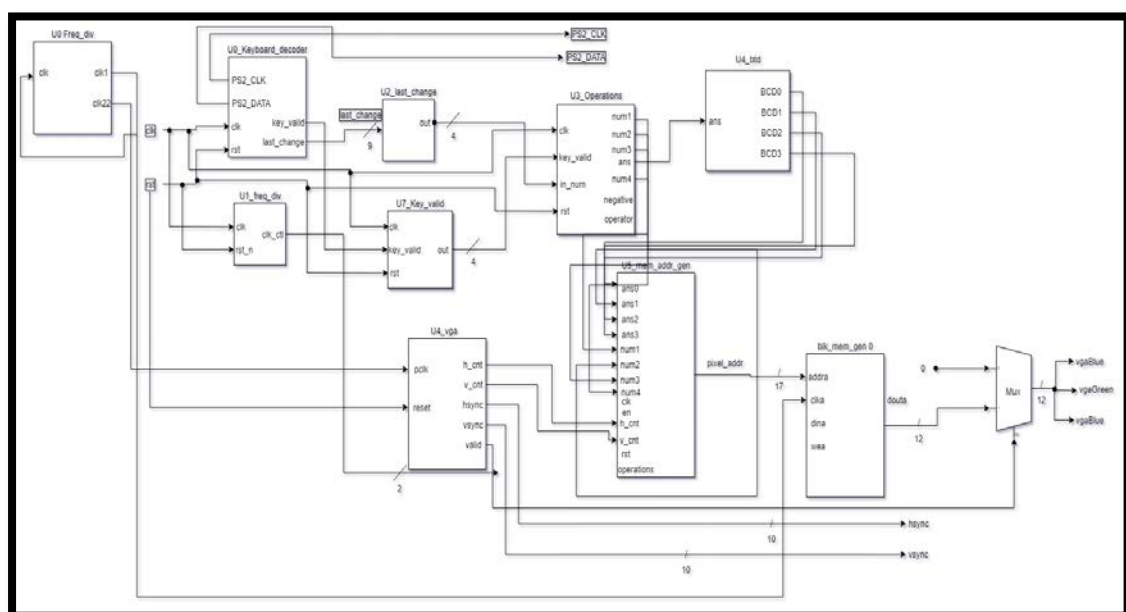 U0 Freq_div
clk
clk1
clk22
U0_Keyboard_decoder
PS2_CLK
PS2_DATA
clk
rst
key_valid
last_change
PS2_CLK
PS2_DATA
clk
rst
U2_last_change
last_change
out
9
4
U3_Operations
clk
key_valid
in_num
rst
num1
num2
num3
ans
num4
negative
operator
U4_btd
ans
BCD0
BCD1
BCD2
BCD3
U1_freq_div
clk
rst_n
clk_ctl
U7_Key_valid
clk
key_valid
rst
out
4
U5_mem_addr_gen
ans0
ans1
ans2
ans3
num1
num2
num3
num4
clk
en
h_cnt
v_cnt
rst
operations
pixel_addr
17
U4_vga
pclk
reset
h_cnt
v_cnt
hsync
vsync
valid
2
blk_mem_gen 0
addra
clka
dina
wea
douta
12
0
Mux
12
vgaBlue
vgaGreen
vgaBlue
10
hsync
10
vsync